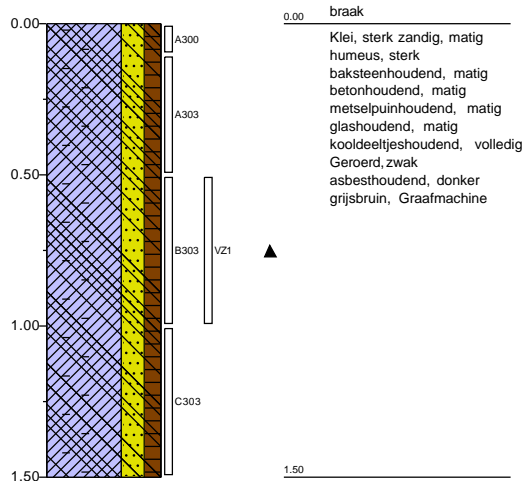 0.00
0.50
1.00
1.50
A300
A303
B303
VZ1
C303
0.00
braak
Klei, sterk zandig, matig
humeus, sterk
baksteenhoudend, matig
betonhoudend, matig
metselpuinhoudend, matig
glashoudend, matig
kooldeeltjeshoudend, volledig
Geroerd, zwak
asbesthoudend, donker
grijsbruin, Graafmachine
1.50